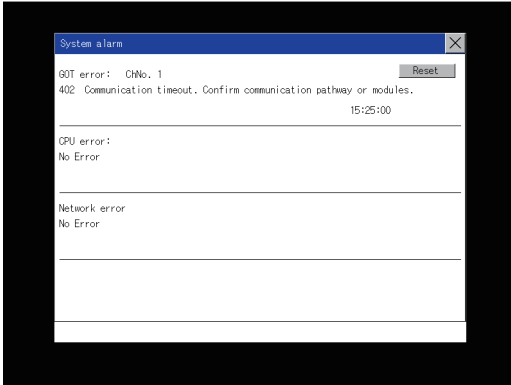 System alarm
GOT error: ChNo. 1
Reset
402 Communication timeout. Confirm communication pathway or modules.
15:25:00
CPU error:
No Error
Network error
No Error